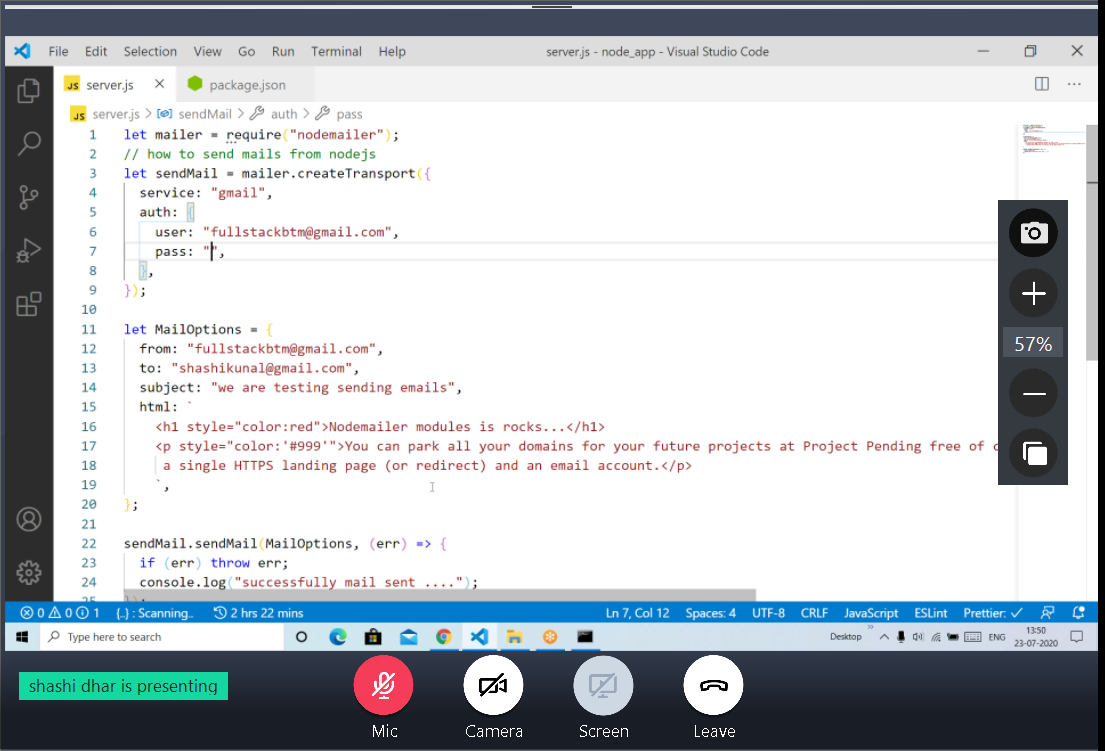 File Edit Selection View Go Run Terminal Help server.js - node_app - Visual Studio Code
JS server.js package.json
JS server.js > sendMail > auth > pass
1 let mailer = require("nodemailer");
2 // how to send mails from nodejs
3 let sendMail = mailer.createTransport({
4 service: "gmail",
5 auth: {
6 user: "fullstackbtm@gmail.com",
7 pass: "",
8 },
9 });
10
11 let MailOptions = {
12 from: "fullstackbtm@gmail.com",
13 to: "shashikunal@gmail.com",
14 subject: "we are testing sending emails",
15 html: `
16 <h1 style="color:red">Nodemailer modules is rocks...</h1>
17 <p style="color:'#999'">You can park all your domains for your future projects at Project Pending free of
18 a single HTTPS landing page (or redirect) and an email account.</p>
19 `,
20 };
21
22 sendMail.sendMail(MailOptions, (err) => {
23 if (err) throw err;
24 console.log("successfully mail sent ....");
25 });
57%
0 0 1 {..} : Scanning.. 2 hrs 22 mins Ln 7, Col 12 Spaces: 4 UTF-8 CRLF JavaScript ESLint Prettier: ✓
Type here to search Desktop » ENG 13:50
23-07-2020
shashi dhar is presenting
Mic Camera Screen Leave